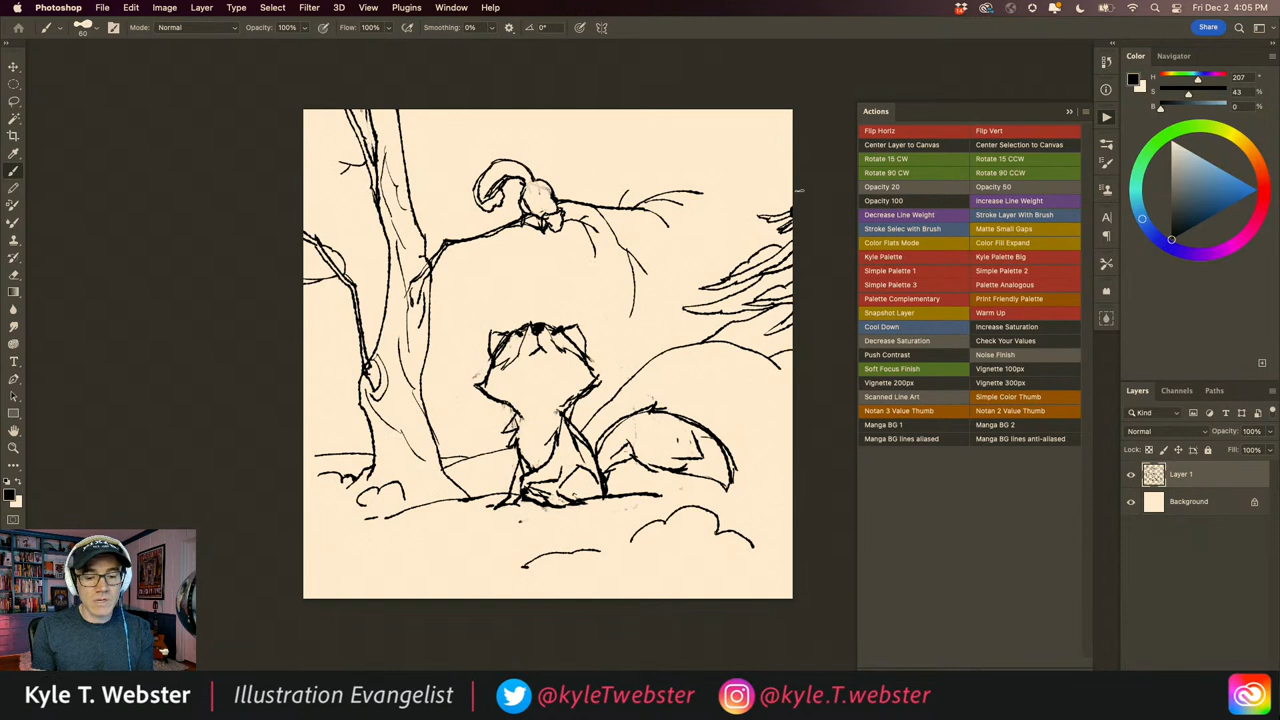 Photoshop File Edit Image Layer Type Select Filter 3D View Plugins Window Help Fri Dec 2 4:05 PM
60 Mode: Normal Opacity: 100% Flow: 100% Smoothing: 0% 0° Share
Color Navigator
H 207 °
S 43 %
B 0 %
Actions
Flip Horiz Flip Vert
Center Layer to Canvas Center Selection to Canvas
Rotate 15 CW Rotate 15 CCW
Rotate 90 CW Rotate 90 CCW
Opacity 20 Opacity 50
Opacity 100 Increase Line Weight
Decrease Line Weight Stroke Layer With Brush
Stroke Selec with Brush Matte Small Gaps
Color Flats Mode Color Fill Expand
Kyle Palette Kyle Palette Big
Simple Palette 1 Simple Palette 2
Simple Palette 3 Palette Analogous
Palette Complementary Print Friendly Palette
Snapshot Layer Warm Up
Cool Down Increase Saturation
Decrease Saturation Check Your Values
Push Contrast Noise Finish
Soft Focus Finish Vignette 100px
Vignette 200px Vignette 300px
Scanned Line Art Simple Color Thumb
Notan 3 Value Thumb Notan 2 Value Thumb
Manga BG 1 Manga BG 2
Manga BG lines aliased Manga BG lines anti-aliased
Layers Channels Paths
Kind
Normal Opacity: 100%
Lock: Fill: 100%
Layer 1
Background
Kyle T. Webster | Illustration Evangelist | @kyleTwebster | @kyle.T.webster